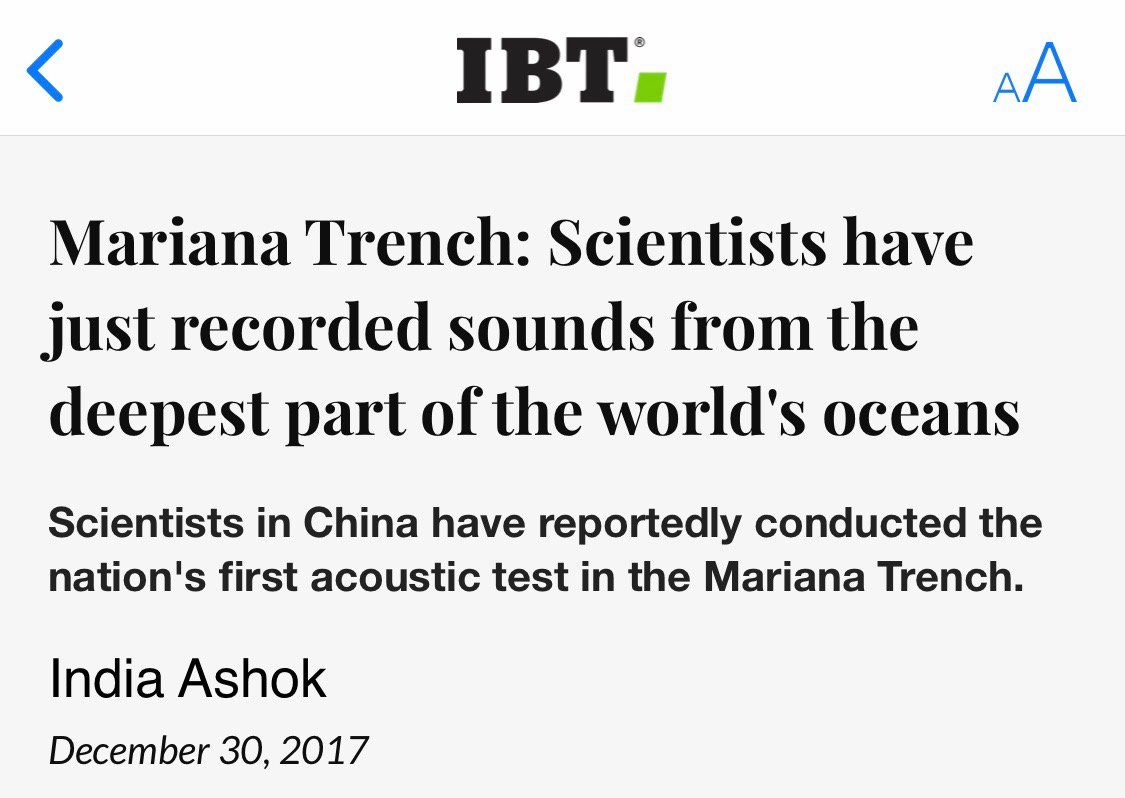 IBT®
AA
Mariana Trench: Scientists have
just recorded sounds from the
deepest part of the world's oceans
Scientists in China have reportedly conducted the
nation's first acoustic test in the Mariana Trench.
India Ashok
December 30, 2017